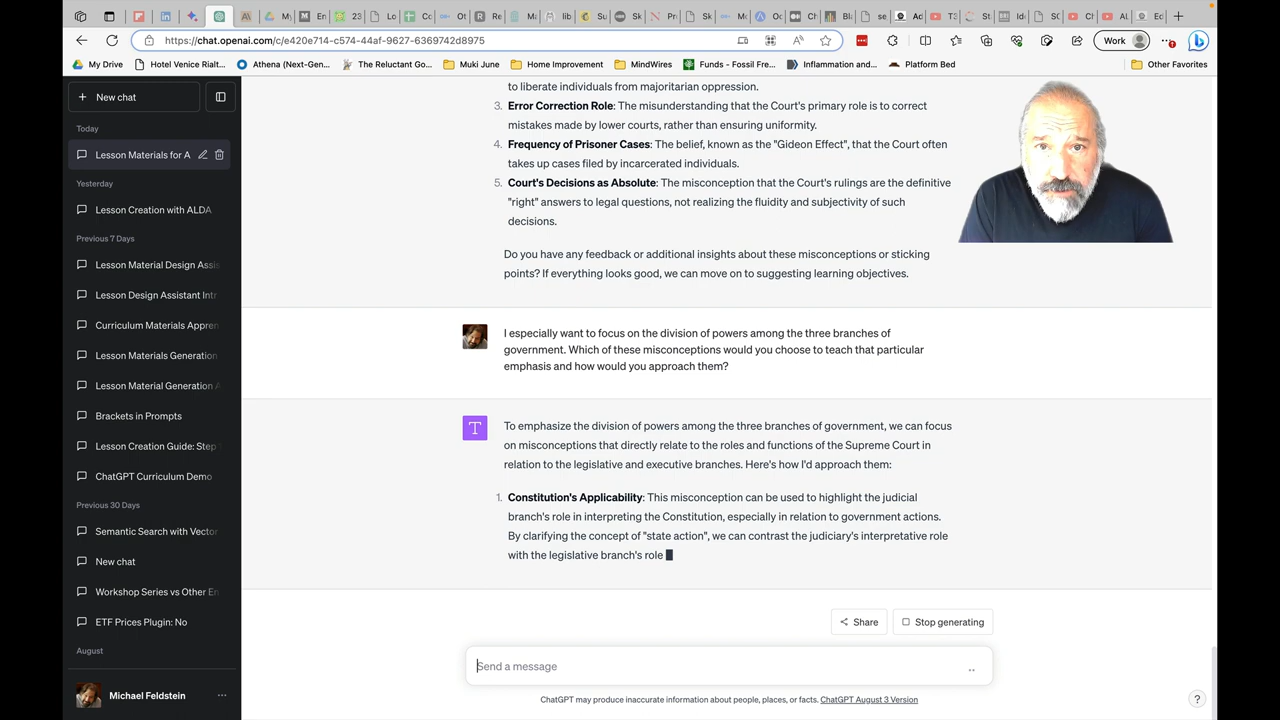 https://chat.openai.com/c/e420e714-c574-44af-9627-6369742d8975
Work
My Drive
Hotel Venice Rialt...
Athena (Next-Gen...
The Reluctant Go...
Muki June
Home Improvement
MindWires
Funds - Fossil Fre...
Inflammation and...
Platform Bed
Other Favorites
New chat
Today
Lesson Materials for A
Yesterday
Lesson Creation with ALDA
Previous 7 Days
Lesson Material Design Assis
Lesson Design Assistant Intr
Curriculum Materials Appren
Lesson Materials Generation
Lesson Material Generation A
Brackets in Prompts
Lesson Creation Guide: Step
ChatGPT Curriculum Demo
Previous 30 Days
Semantic Search with Vector
New chat
Workshop Series vs Other En
ETF Prices Plugin: No
August
Michael Feldstein
to liberate individuals from majoritarian oppression.
3. Error Correction Role: The misunderstanding that the Court's primary role is to correct
mistakes made by lower courts, rather than ensuring uniformity.
4. Frequency of Prisoner Cases: The belief, known as the "Gideon Effect", that the Court often
takes up cases filed by incarcerated individuals.
5. Court's Decisions as Absolute: The misconception that the Court's rulings are the definitive
"right" answers to legal questions, not realizing the fluidity and subjectivity of such
decisions.
Do you have any feedback or additional insights about these misconceptions or sticking
points? If everything looks good, we can move on to suggesting learning objectives.
I especially want to focus on the division of powers among the three branches of
government. Which of these misconceptions would you choose to teach that particular
emphasis and how would you approach them?
T
To emphasize the division of powers among the three branches of government, we can focus
on misconceptions that directly relate to the roles and functions of the Supreme Court in
relation to the legislative and executive branches. Here's how I'd approach them:
1. Constitution's Applicability: This misconception can be used to highlight the judicial
branch's role in interpreting the Constitution, especially in relation to government actions.
By clarifying the concept of "state action", we can contrast the judiciary's interpretative role
with the legislative branch's role
Share
Stop generating
Send a message
ChatGPT may produce inaccurate information about people, places, or facts. ChatGPT August 3 Version
?